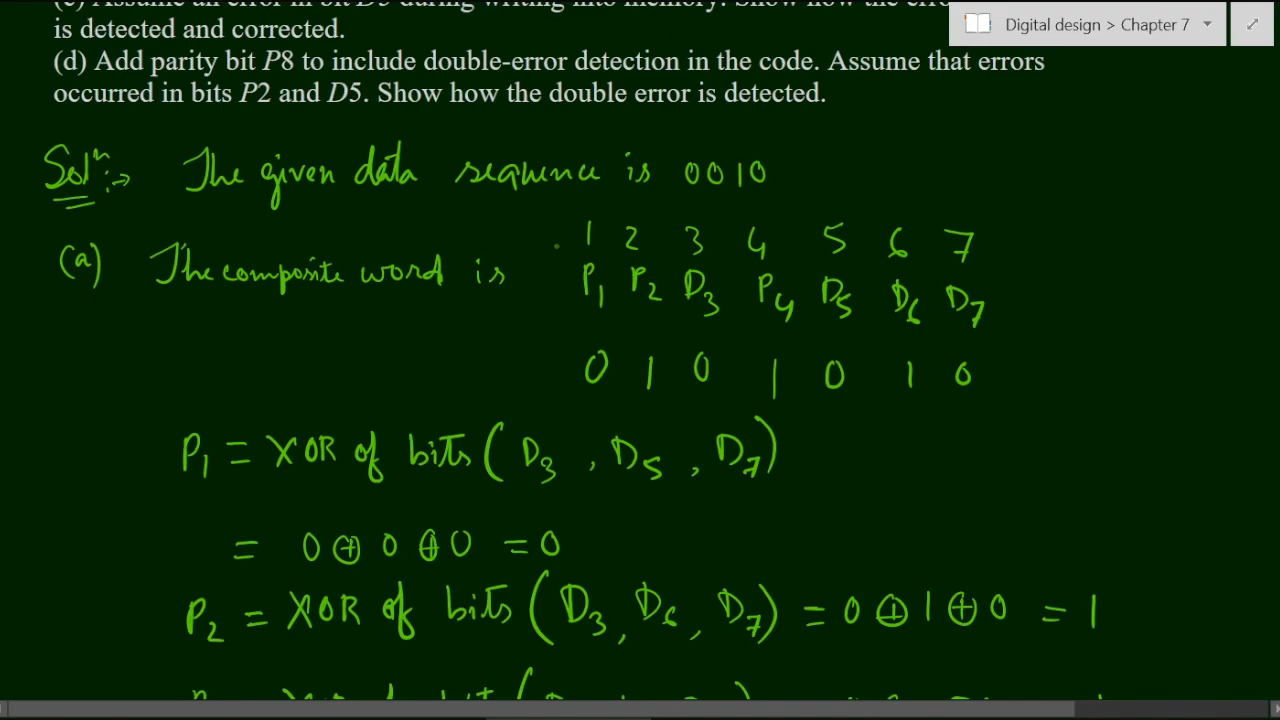 is detected and corrected.
Digital design > Chapter 7
(d) Add parity bit P8 to include double-error detection in the code. Assume that errors
occurred in bits P2 and D5. Show how the double error is detected.
Solⁿ:→ The given data sequence is 0010
1 2 3 4 5 6 7
(a) The composite word is P₁ P₂ D₃ P₄ D₅ D₆ D₇
0 1 0 1 0 1 0
P₁ = XOR of bits (D₃, D₅, D₇)
= 0 ⊕ 0 ⊕ 0 = 0
P₂ = XOR of bits (D₃, D₆, D₇) = 0 ⊕ 1 ⊕ 0 = 1